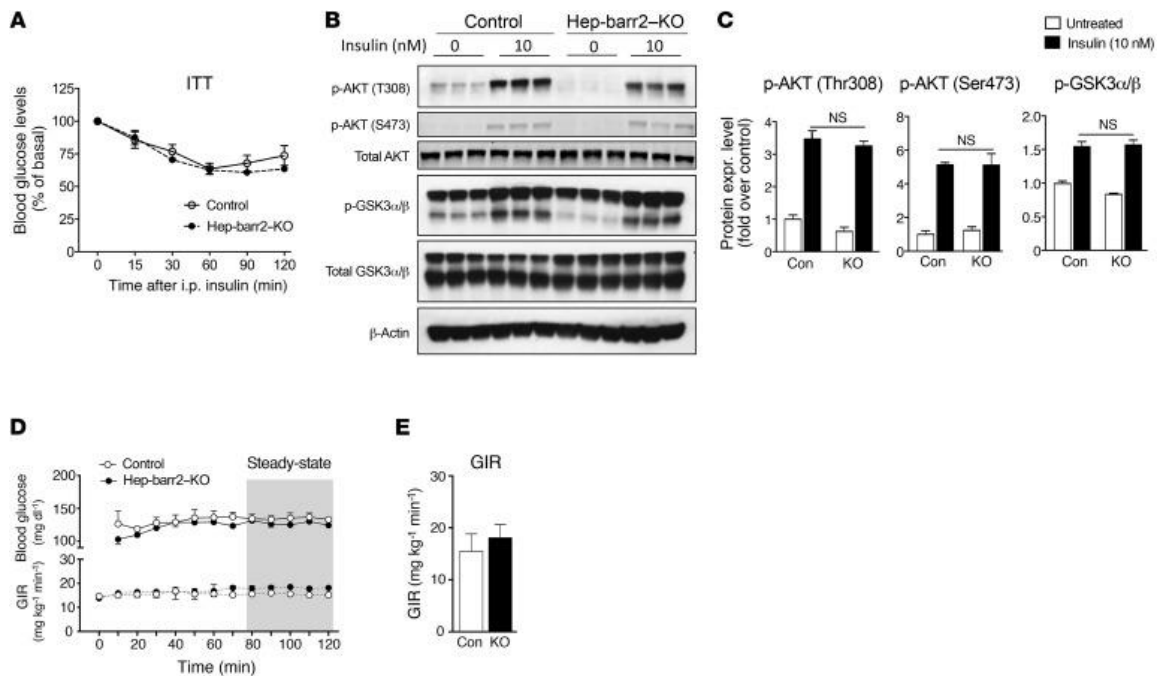 A
ITT
Blood glucose levels
(% of basal)
125
100
75
50
25
0
Control
Hep-barr2–KO
0 15 30 60 90 120
Time after i.p. insulin (min)
B
Control Hep-barr2–KO
Insulin (nM) 0 10 0 10
p-AKT (T308)
p-AKT (S473)
Total AKT
p-GSK3α/β
Total GSK3α/β
β-Actin
C
Untreated
Insulin (10 nM)
Protein expr. level
(fold over control)
p-AKT (Thr308)
4
3
2
1
0
NS
Con KO
p-AKT (Ser473)
8
6
4
2
0
NS
Con KO
p-GSK3α/β
2.0
1.5
1.0
0.5
0
NS
Con KO
D
Control
Hep-barr2–KO
Steady-state
Blood glucose
(mg dl⁻¹)
200
150
100
GIR
(mg kg⁻¹ min⁻¹)
30
20
10
0
0 20 40 60 80 100 120
Time (min)
E
GIR
GIR (mg kg⁻¹ min⁻¹)
30
20
10
0
Con KO